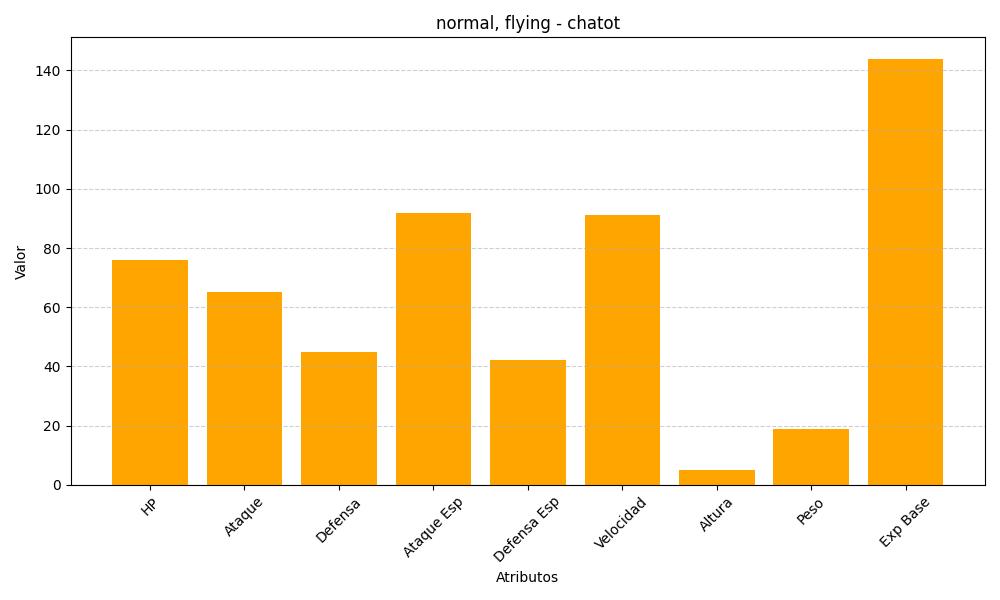 normal, flying - chatot
Valor
140
120
100
80
60
40
20
0
HP
Ataque
Defensa
Ataque Esp
Defensa Esp
Velocidad
Altura
Peso
Exp Base
Atributos